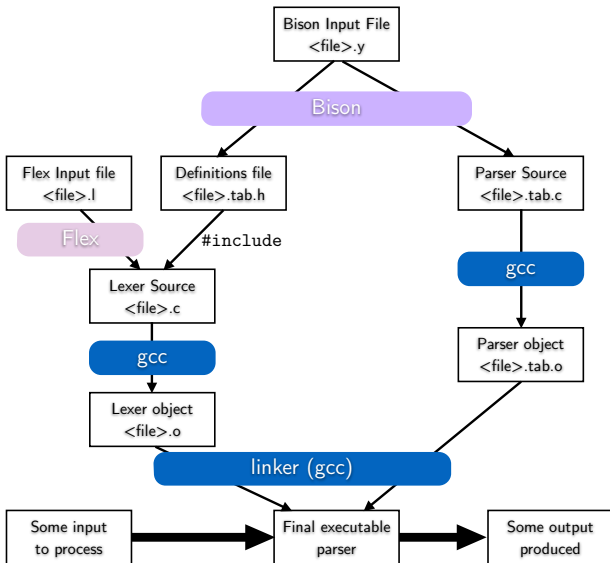 Bison Input File
<file>.y
Bison
Flex Input file
<file>.l
Definitions file
<file>.tab.h
Parser Source
<file>.tab.c
Flex
#include
gcc
Lexer Source
<file>.c
gcc
Parser object
<file>.tab.o
Lexer object
<file>.o
linker (gcc)
Some input
to process
Final executable
parser
Some output
produced